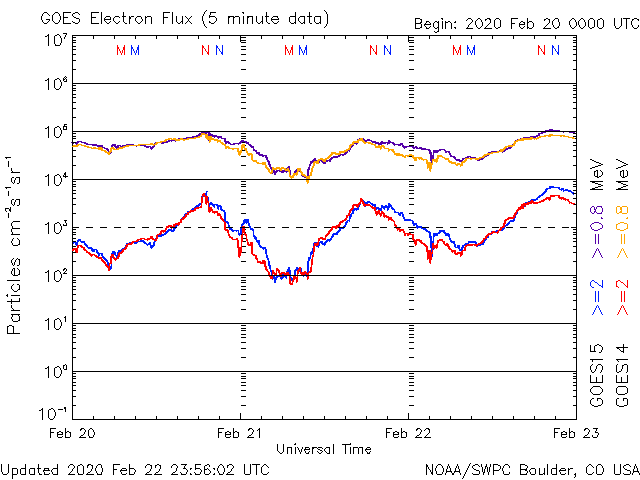 GOES Electron Flux (5 minute data)
Begin: 2020 Feb 20 0000 UTC
M M N N M M N N M M N N
10⁷
10⁶
10⁵
10⁴
10³
10²
10¹
10⁰
10⁻¹
Particles cm⁻²s⁻¹sr⁻¹
Feb 20 Feb 21 Feb 22 Feb 23
Universal Time
GOES15 >=2 >=0.8 MeV
GOES14 >=2 >=0.8 MeV
Updated 2020 Feb 22 23:56:02 UTC
NOAA/SWPC Boulder, CO USA